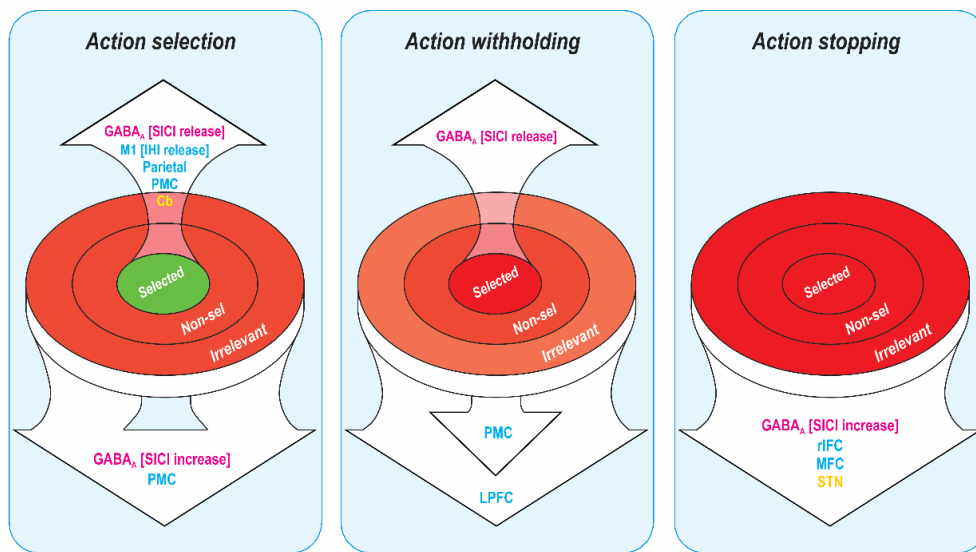 Action selection
GABAA [SICI release]
M1 [IHI release]
Parietal
PMC
Cb
Selected
Non-sel
Irrelevant
GABAA [SICI increase]
PMC
Action withholding
GABAA [SICI release]
Selected
Non-sel
Irrelevant
PMC
LPFC
Action stopping
Selected
Non-sel
Irrelevant
GABAA [SICI increase]
rIFC
MFC
STN